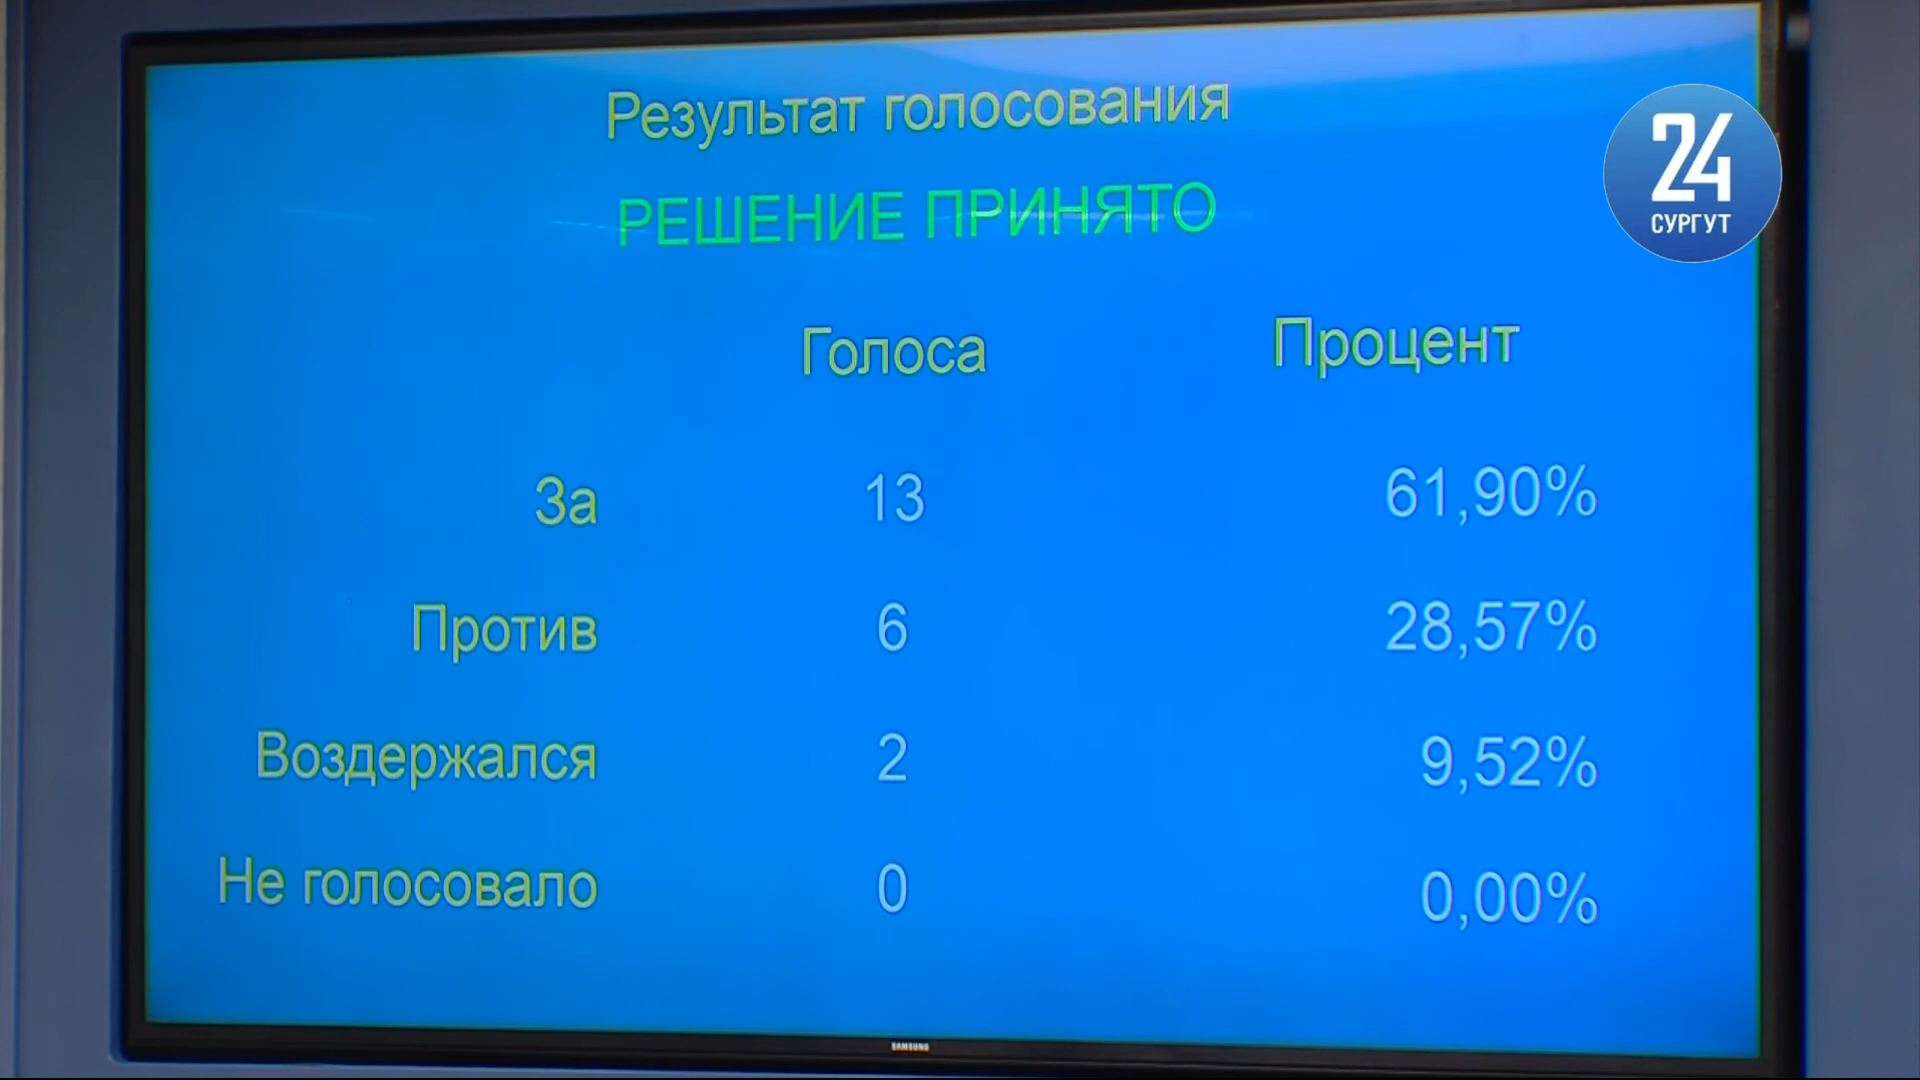 Результат голосования
РЕШЕНИЕ ПРИНЯТО
Голоса Процент
За 13 61,90%
Против 6 28,57%
Воздержался 2 9,52%
Не голосовало 0 0,00%
24
СУРГУТ
SAMSUNG